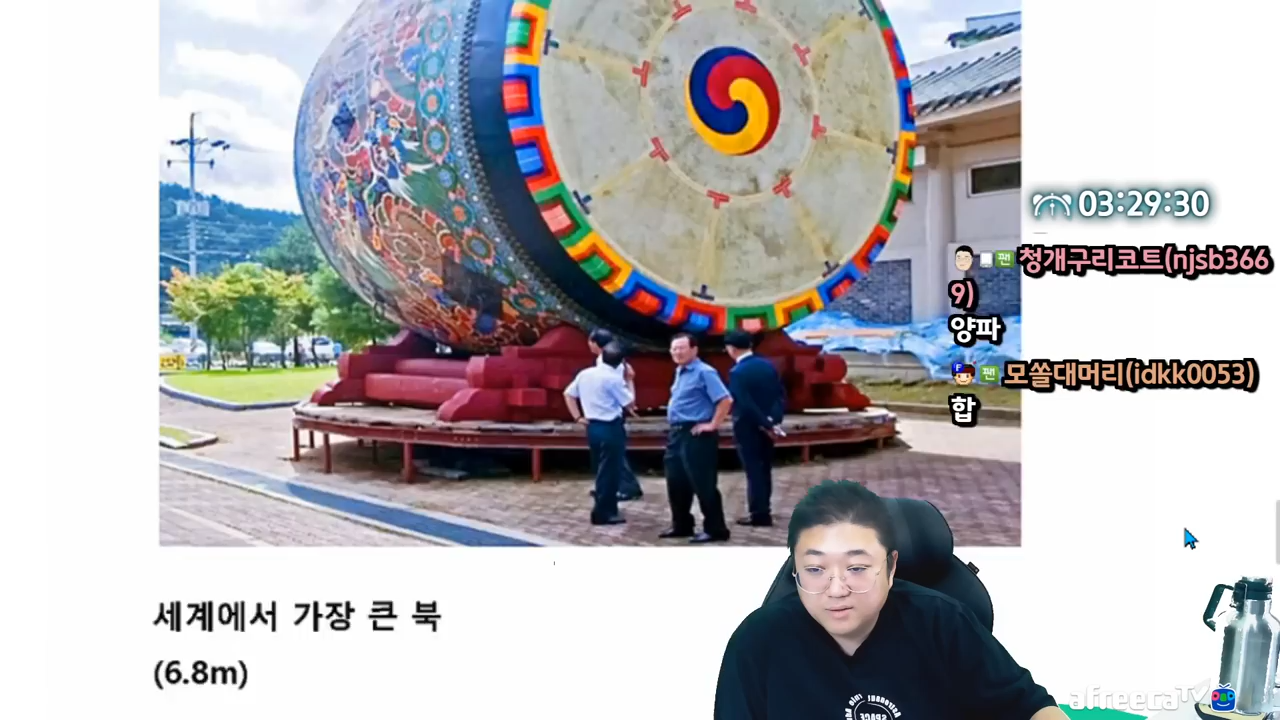 03:29:30
청개구리코트(njsb366
9)
양파
모쏠대머리(idkk0053)
합
세계에서 가장 큰 북
(6.8m)
SPACE
afreecaTV